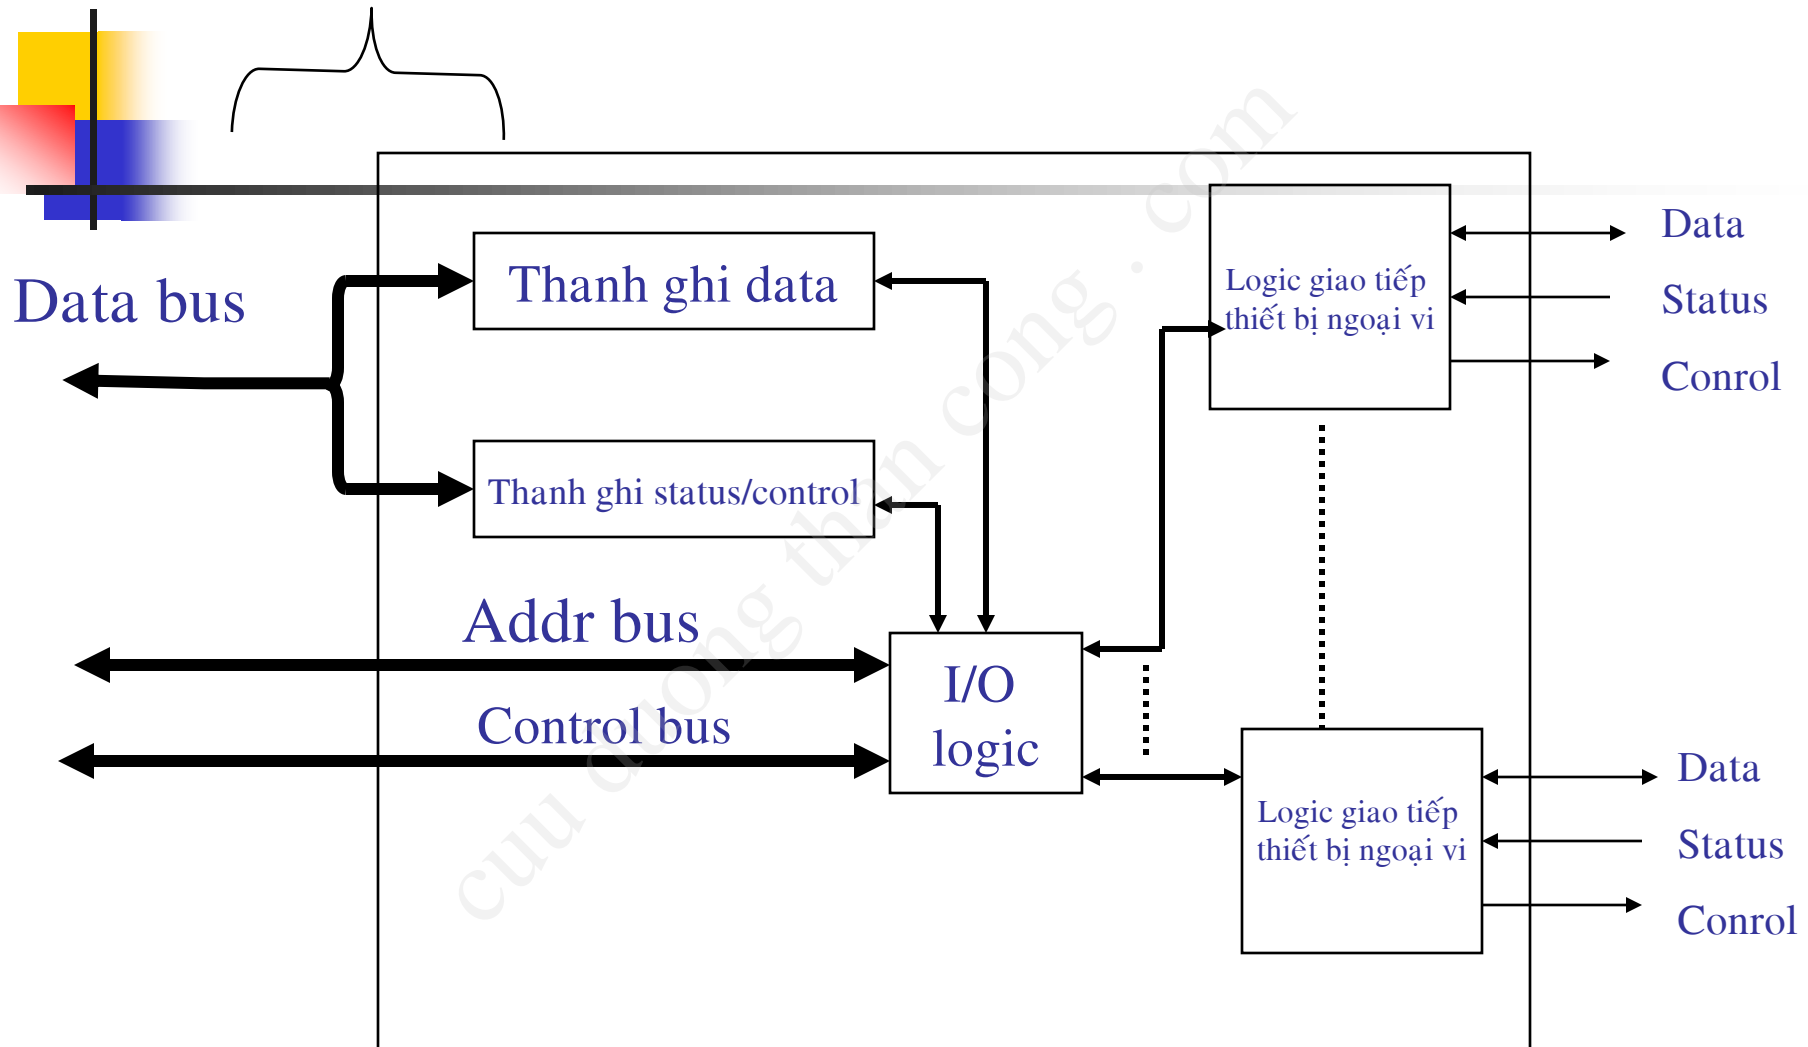 Data bus
Thanh ghi data
Thanh ghi status/control
Addr bus
Control bus
I/O
logic
Logic giao tiếp
thiết bị ngoại vi
Data
Status
Conrol
Logic giao tiếp
thiết bị ngoại vi
Data
Status
Conrol
cuu duong than cong . com